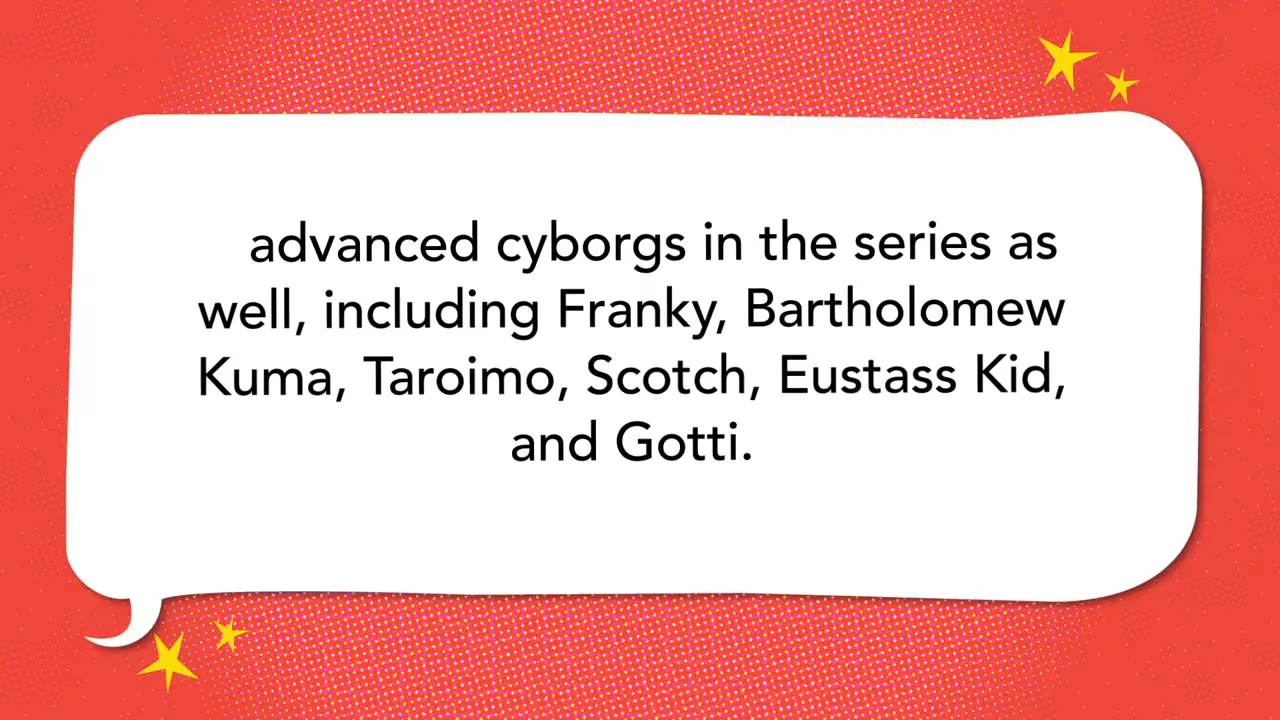 advanced cyborgs in the series as
well, including Franky, Bartholomew
Kuma, Taroimo, Scotch, Eustass Kid,
and Gotti.